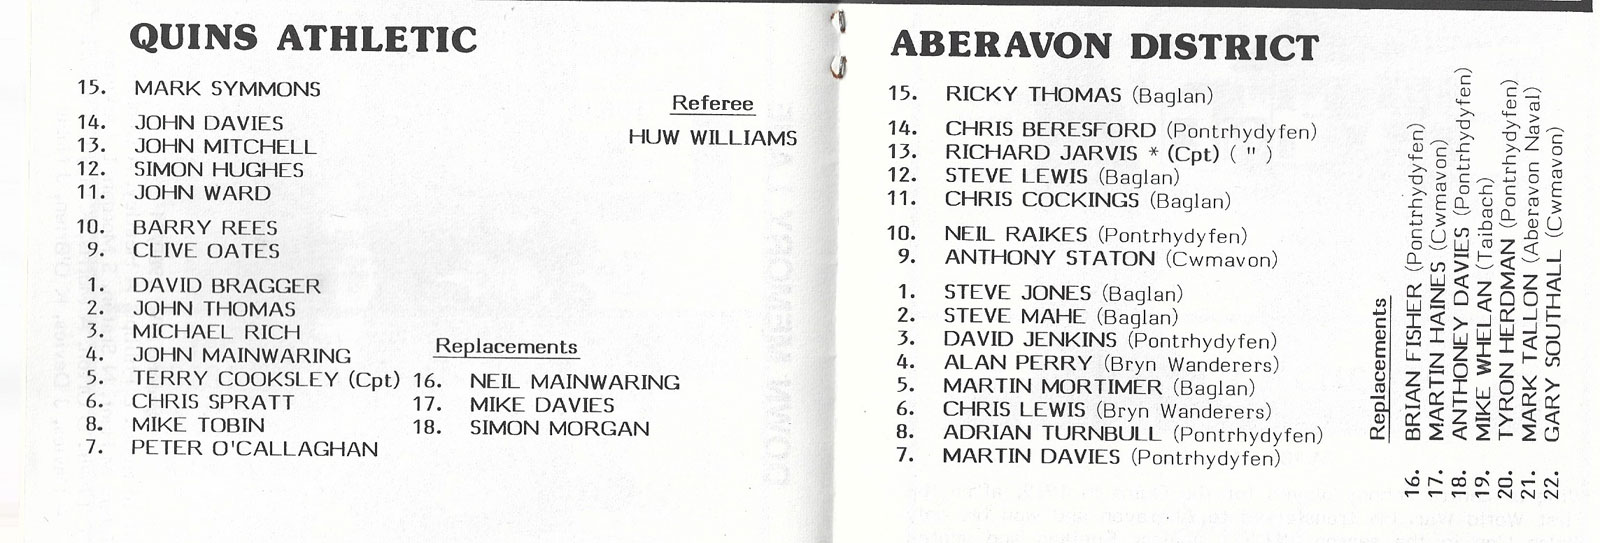 QUINS ATHLETIC
15. MARK SYMMONS
14. JOHN DAVIES
13. JOHN MITCHELL
12. SIMON HUGHES
11. JOHN WARD
10. BARRY REES
9. CLIVE OATES
1. DAVID BRAGGER
2. JOHN THOMAS
3. MICHAEL RICH
4. JOHN MAINWARING
5. TERRY COOKSLEY (Cpt)
6. CHRIS SPRATT
8. MIKE TOBIN
7. PETER O'CALLAGHAN
Referee
HUW WILLIAMS
Replacements
16. NEIL MAINWARING
17. MIKE DAVIES
18. SIMON MORGAN
ABERAVON DISTRICT
15. RICKY THOMAS (Baglan)
14. CHRIS BERESFORD (Pontrhydyfen)
13. RICHARD JARVIS * (Cpt) ( " )
12. STEVE LEWIS (Baglan)
11. CHRIS COCKINGS (Baglan)
10. NEIL RAIKES (Pontrhydyfen)
9. ANTHONY STATON (Cwmavon)
1. STEVE JONES (Baglan)
2. STEVE MAHE (Baglan)
3. DAVID JENKINS (Pontrhydyfen)
4. ALAN PERRY (Bryn Wanderers)
5. MARTIN MORTIMER (Baglan)
6. CHRIS LEWIS (Bryn Wanderers)
8. ADRIAN TURNBULL (Pontrhydyfen)
7. MARTIN DAVIES (Pontrhydyfen)
Replacements
16. BRIAN FISHER (Pontrhydyfen)
17. MARTIN HAINES (Cwmavon)
18. ANTHONEY DAVIES (Pontrhydyfen)
19. MIKE WHELAN (Taibach)
20. TYRON HERDMAN (Pontrhydyfen)
21. MARK TALLON (Aberavon Naval)
22. GARY SOUTHALL (Cwmavon)